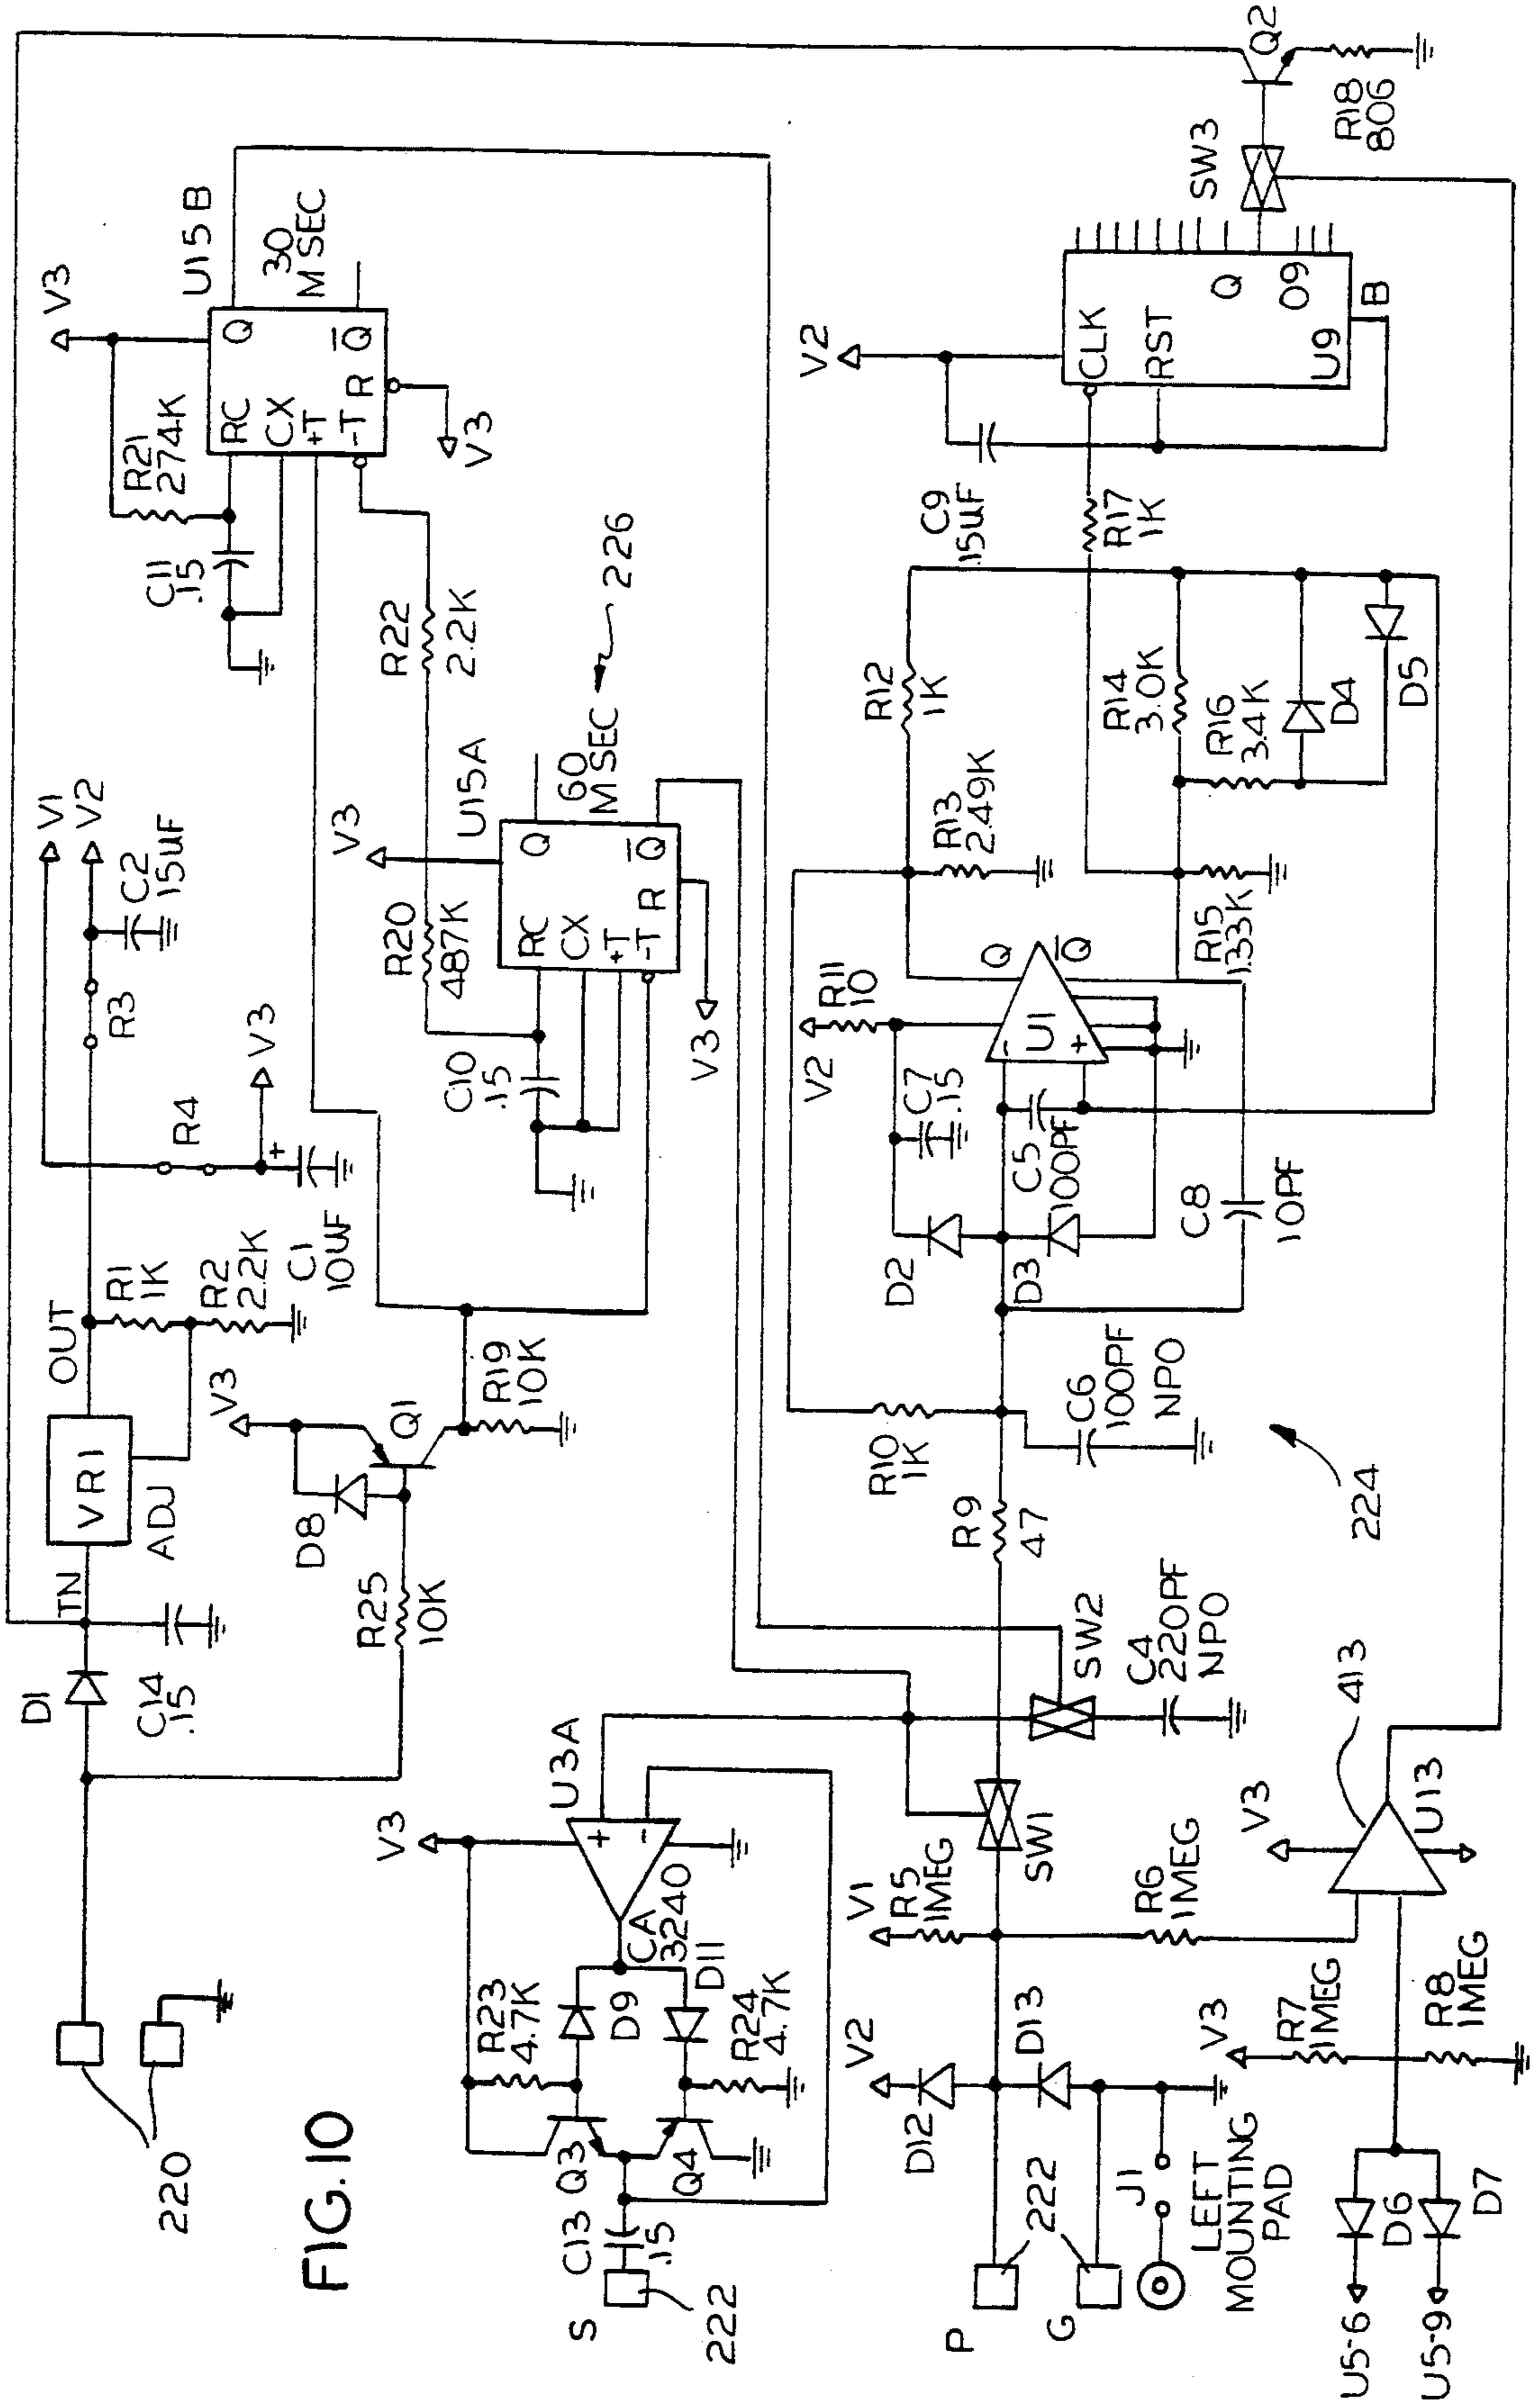 FIG.10
220
D1
C14
.15
TN
VR1
ADJ
OUT
R1
1K
R2
2.2K
R3
C2
.15UF
V1
V2
R4
V3
C1
10UF
+
R25
10K
D8
V3
Q1
R19
10K
C11
.15
R21
274K
V3
RC
CX
+T
-T
R
Q
Q
U15B
30
MSEC
V3
R22
2.2K
R20
487K
C10
.15
V3
U15A
RC
CX
+T
-T
R
Q
Q
60
MSEC
V3
226
S
222
C13
.15
Q3
Q4
R23
4.7K
R24
4.7K
D9
D11
CA
3240
V3
U3A
+
-
P
G
222
J1
LEFT
MOUNTING
PAD
D12
V2
D13
V1
R5
1MEG
R6
1MEG
SW1
SW2
C4
220PF
NPO
R9
47
R10
1K
C6
100PF
NPO
D2
D3
C7
.15
C5
100PF
C8
10PF
V2
R11
10
U1
-
+
Q
Q
R12
1K
R13
2.49K
R14
3.0K
R15
1.33K
R16
3.4K
D4
D5
R17
1K
C9
.15UF
V2
CLK
RST
Q
09
U9
B
SW3
Q2
R18
806
224
U5-6
U5-9
D6
D7
V3
R7
1MEG
R8
1MEG
V3
U13
413